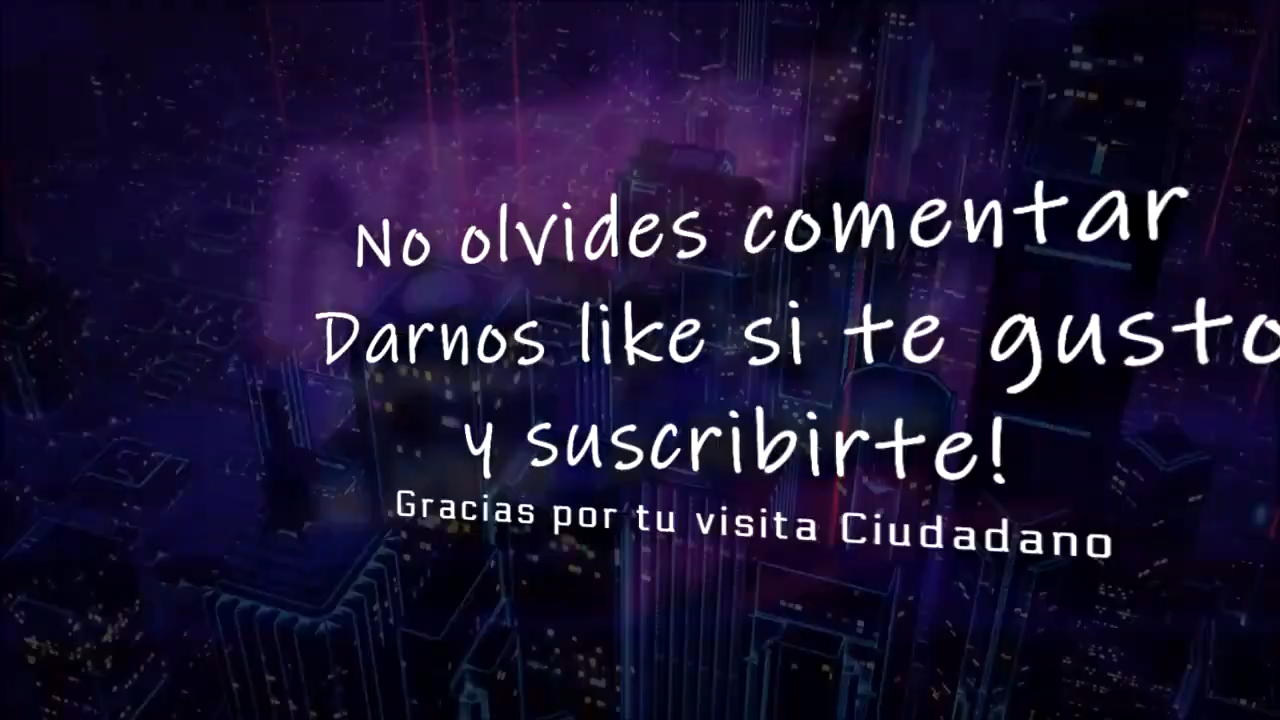 No olvides comentar
Darnos like si te gusto
y suscribirte!
Gracias por tu visita Ciudadano